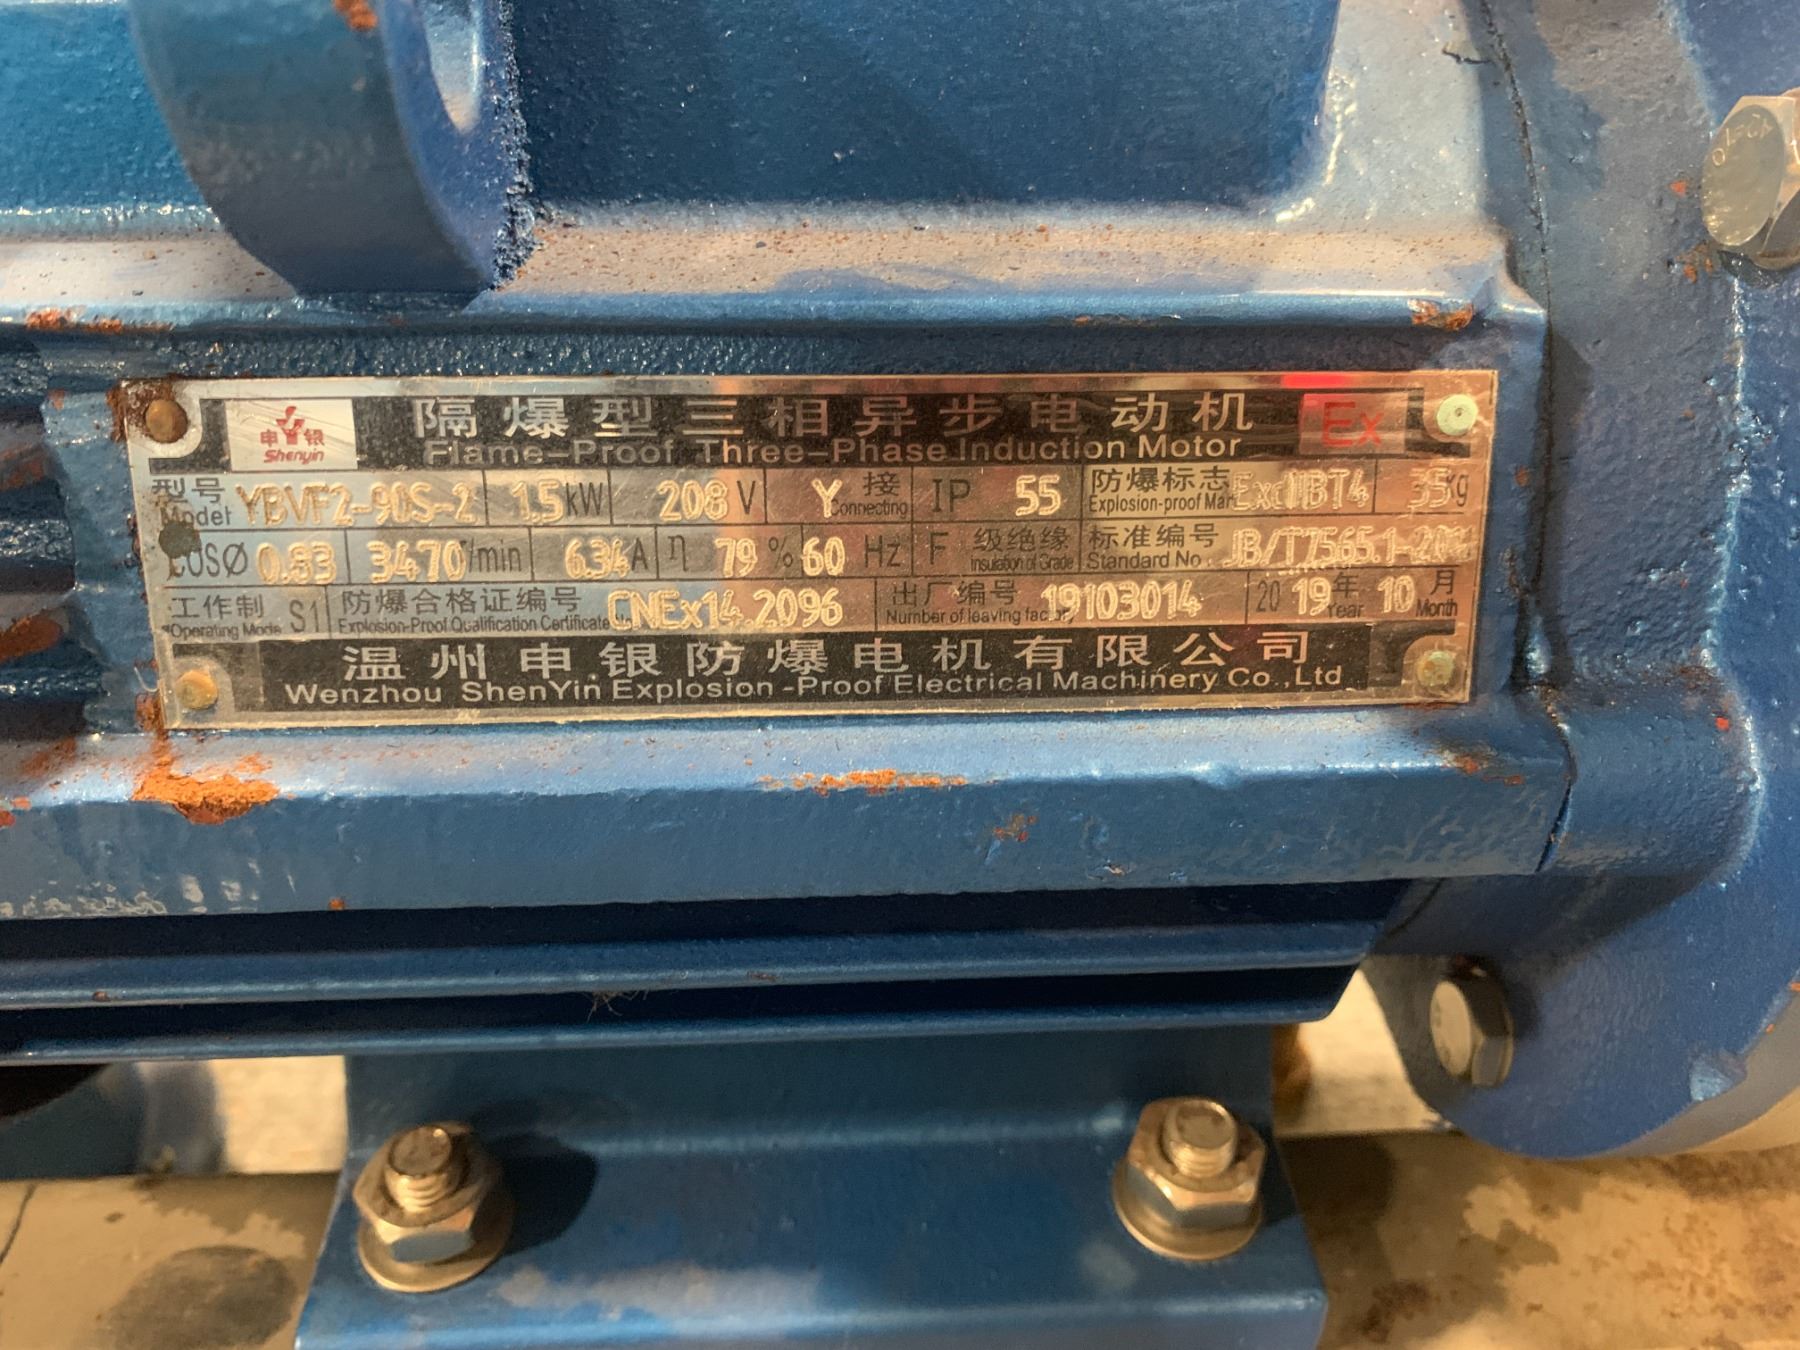 申银
Shenyin
隔爆型三相异步电动机
Flame-Proof Three-Phase Induction Motor
Ex
型号
Model YBVF2-90S-2 1.5kW 208V Y接 Connecting IP 55 防爆标志 Explosion-proof Mar ExdIIBT4 35kg
COSØ 0.83 3470r/min 6.34A η 79% 60Hz F 级绝缘 Insulation of Grade 标准编号 Standard No. JB/T7565.1-
工作制 Operating Mode S1 防爆合格证编号 Explosion-Proof Qualification Certificate CNEx14.2096 出厂编号 Number of leaving factory 19103014 2019年 Year 10月 Month
温州申银防爆电机有限公司
Wenzhou ShenYin Explosion-Proof Electrical Machinery Co.,Ltd